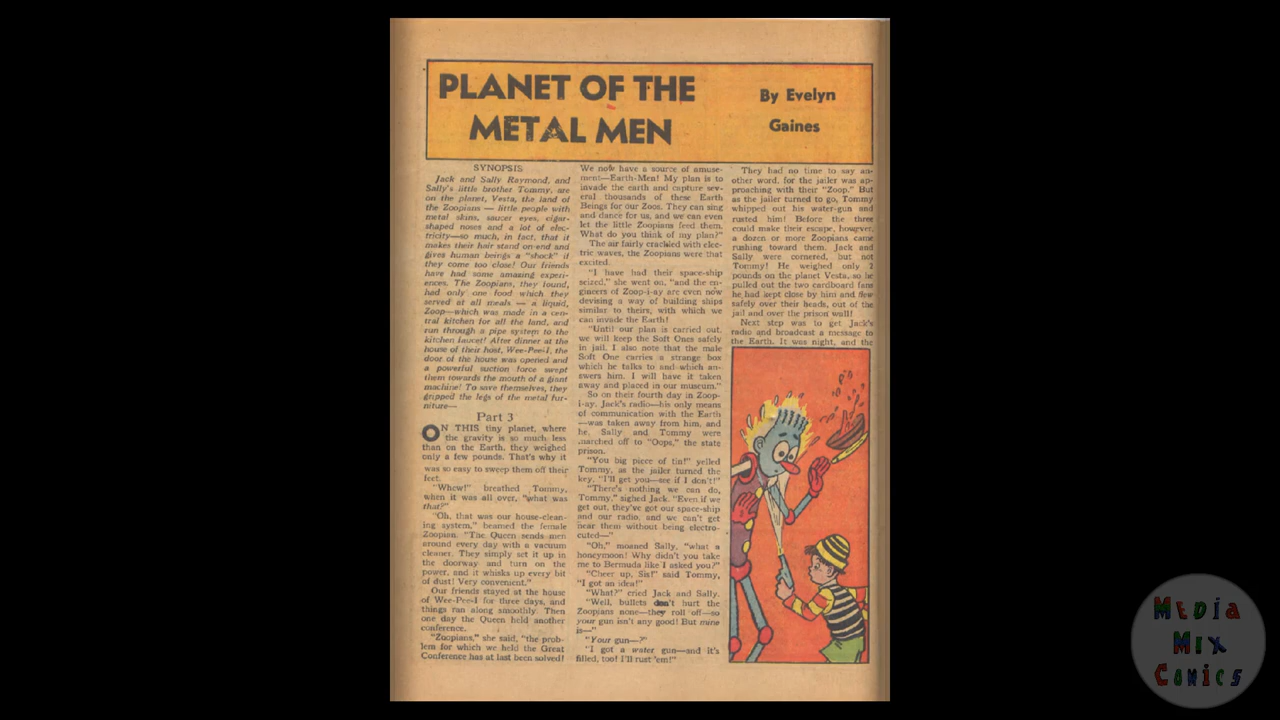 PLANET OF THE
METAL MEN
By Evelyn
Gaines
SYNOPSIS
Jack and Sally Raymond, and
Sally's little brother Tommy, are
on the planet, Vesta, the land of
the Zoopians — little people with
metal skins, saucer eyes, cigar-
shaped noses and a lot of elec-
tricity—so much, in fact, that it
makes their hair stand on end and
gives human beings a "shock" if
they come too close! Our friends
have had some amazing experi-
ences. The Zoopians, they found,
had only one food which they
served at all meals — a liquid,
Zoop—which was made in a cen-
tral kitchen for all the land, and
run through a pipe system to the
kitchen faucet! After dinner at the
house of their host, Wee-Pee-I, the
door of the house was opened and
a powerful suction force swept
them towards the mouth of a giant
machine! To save themselves, they
gripped the legs of the metal fur-
niture—
Part 3
ON THIS tiny planet, where
the gravity is so much less
than on the Earth, they weighed
only a few pounds. That's why it
was so easy to sweep them off their
feet.
"Whew!" breathed Tommy,
when it was all over, "what was
that?"
"Oh, that was our house-clean-
ing system," beamed the female
Zoopian. "The Queen sends men
around every day with a vacuum
cleaner. They simply set it up in
the doorway and turn on the
power, and it whisks up every bit
of dust! Very convenient."
Our friends stayed at the house
of Wee-Pee-I for three days, and
things ran along smoothly. Then
one day the Queen held another
conference.
"Zoopians," she said, "the prob-
lem for which we held the Great
Conference has at last been solved!
We now have a source of amuse-
ment—Earth-Men! My plan is to
invade the earth and capture sev-
eral thousands of these Earth
Beings for our Zoos. They can sing
and dance for us, and we can even
let the little Zoopians feed them.
What do you think of my plan?"
The air fairly crackled with elec-
tric waves, the Zoopians were that
excited.
"I have had their space-ship
seized," she went on, "and the en-
gineers of Zoop-i-ay are even now
devising a way of building ships
similar to theirs, with which we
can invade the Earth!
"Until our plan is carried out,
we will keep the Soft Ones safely
in jail. I also note that the male
Soft One carries a strange box
which he talks to and which an-
swers him. I will have it taken
away and placed in our museum."
So on their fourth day in Zoop-
i-ay, Jack's radio—his only means
of communication with the Earth
—was taken away from him, and
he, Sally and Tommy were
marched off to "Oops," the state
prison.
"You big piece of tin!" yelled
Tommy, as the jailer turned the
key. "I'll get you—see if I don't!"
"There's nothing we can do,
Tommy," sighed Jack. "Even if we
get out, they've got our space-ship
and our radio, and we can't get
near them without being electro-
cuted—"
"Oh," moaned Sally, "what a
honeymoon! Why didn't you take
me to Bermuda like I asked you?"
"Cheer up, Sis!" said Tommy,
"I got an idea!"
"What?" cried Jack and Sally.
"Well, bullets don't hurt the
Zoopians none—they roll off—so
your gun isn't any good! But mine
is—"
"Your gun—?"
"I got a water gun—and it's
filled, too! I'll rust 'em!"
They had no time to say an-
other word, for the jailer was ap-
proaching with their "Zoop." But
as the jailer turned to go, Tommy
whipped out his water-gun and
rusted him! Before the three
could make their escape, however,
a dozen or more Zoopians came
rushing toward them. Jack and
Sally were cornered, but not
Tommy! He weighed only 2
pounds on the planet Vesta, so he
pulled out the two cardboard fans
he had kept close by him and flew
safely over their heads, out of the
jail and over the prison wall!
Next step was to get Jack's
radio and broadcast a message to
the Earth. It was night, and the
MEDIA
MIX
COMICS